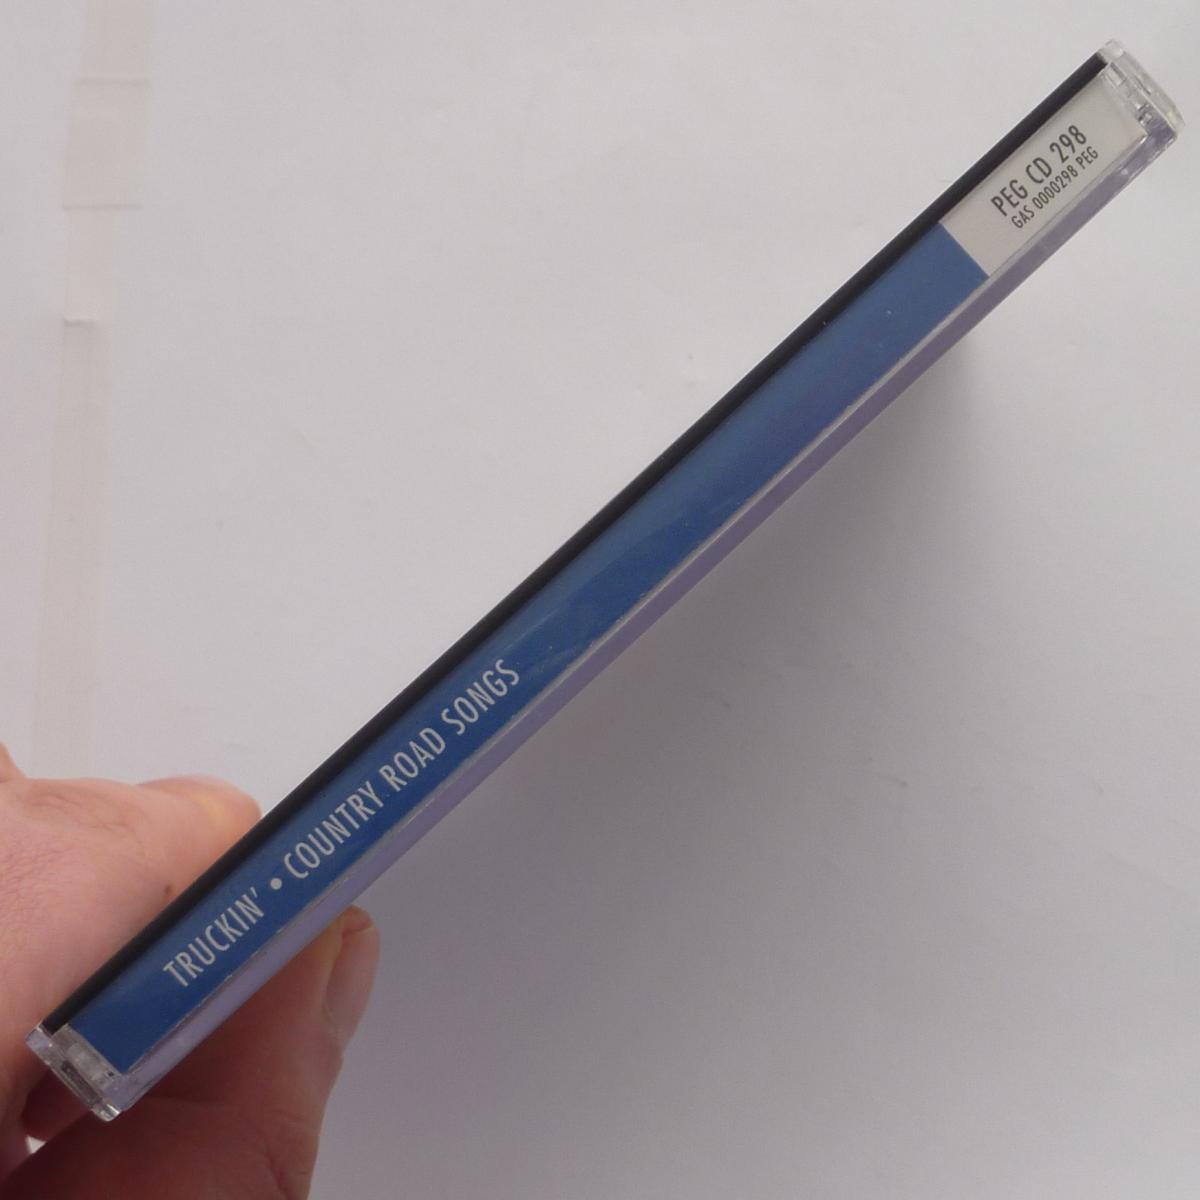 TRUCKIN' • COUNTRY ROAD SONGS
PEG CD 298
GAS 0000298 PEG